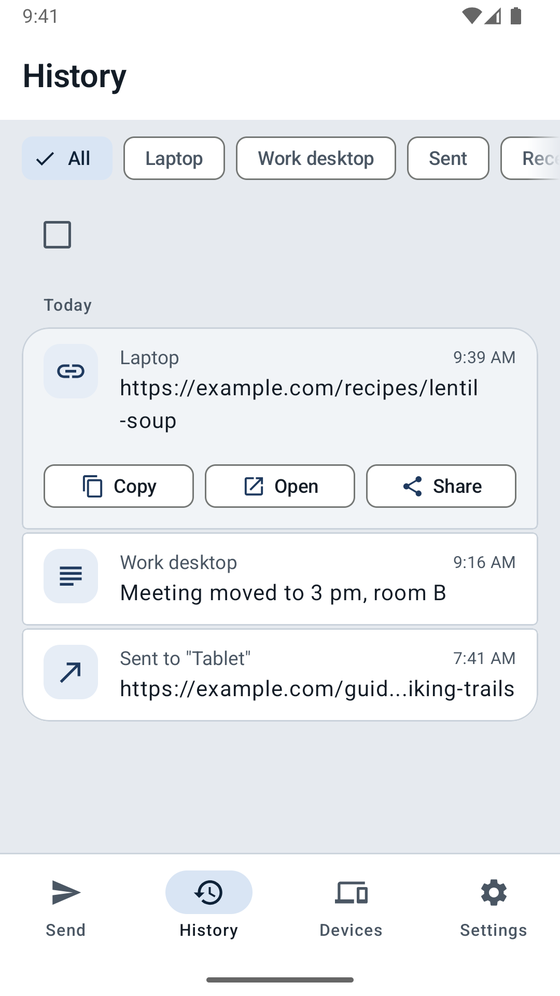 9:41
History
All
Laptop
Work desktop
Sent
Laptop
Today
Laptop
9:39 AM
https://example.com/recipes/lentil
-soup
Copy
Open
Share
Work desktop
9:16 AM
Meeting moved to 3 pm, room B
Sent to "Tablet"
7:41 AM
https://example.com/guid...iking-trails
Send
History
Devices
Settings